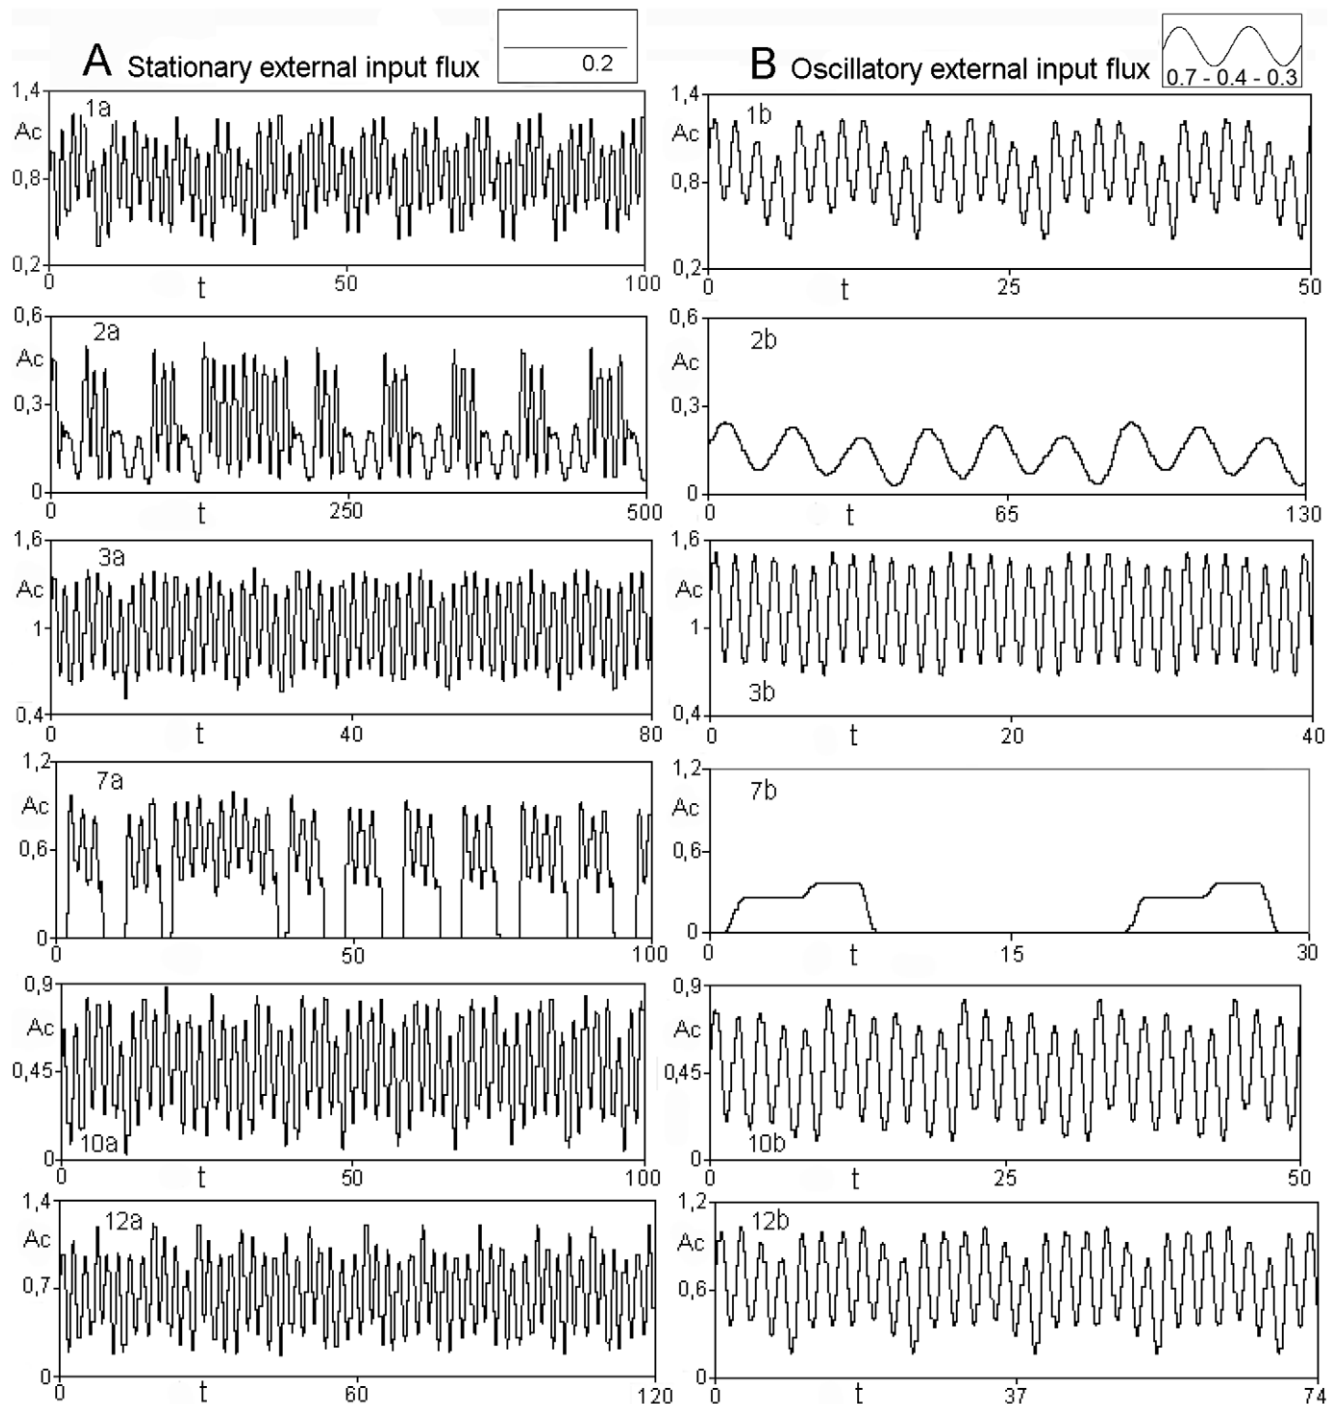 A Stationary external input flux
0.2
B Oscillatory external input flux
0.7 - 0.4 - 0.3
1,4
Ac
0,8
0,2
1a
0
50
100
t
1,4
Ac
0,8
0,2
1b
0
25
50
t
0,6
Ac
0,3
0
2a
0
250
500
t
0,6
Ac
0,3
0
2b
0
65
130
t
1,6
Ac
1
0,4
3a
0
40
80
t
1,6
Ac
1
0,4
3b
0
20
40
t
1,2
Ac
0,6
0
7a
0
50
100
t
1,2
Ac
0,6
0
7b
0
15
30
t
0,9
Ac
0,45
0
10a
0
50
100
t
0,9
Ac
0,45
0
10b
0
25
50
t
1,4
Ac
0,7
0
12a
0
60
120
t
1,2
Ac
0,6
0
12b
0
37
74
t